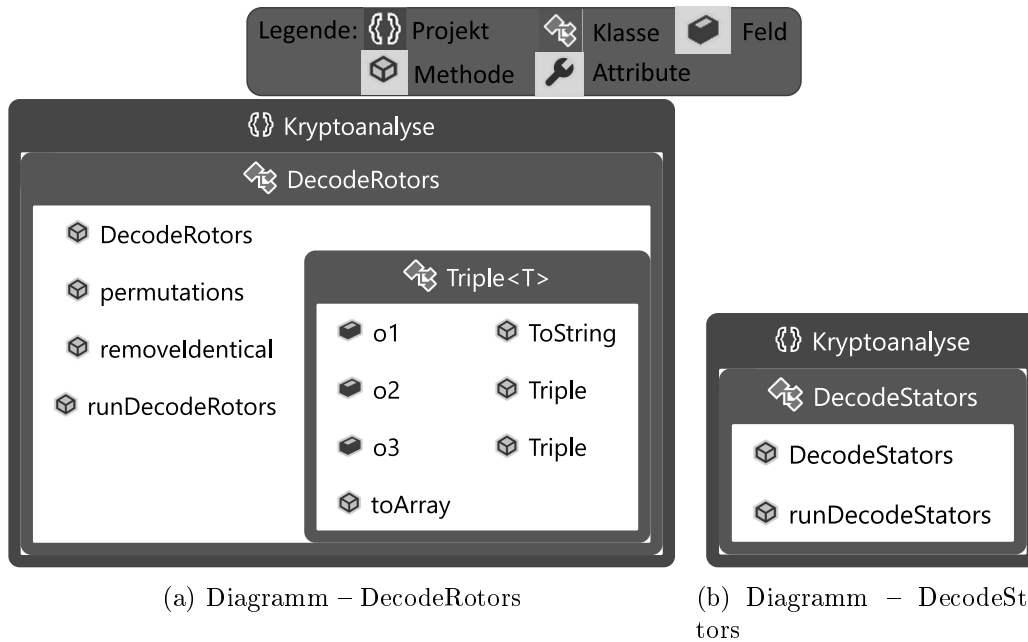 Legende: Projekt Klasse Feld
Methode Attribute
Kryptoanalyse
DecodeRotors
DecodeRotors
permutations
removeIdentical
runDecodeRotors
Triple<T>
o1 ToString
o2 Triple
o3 Triple
toArray
(a) Diagramm – DecodeRotors
Kryptoanalyse
DecodeStators
DecodeStators
runDecodeStators
(b) Diagramm – DecodeSt
tors